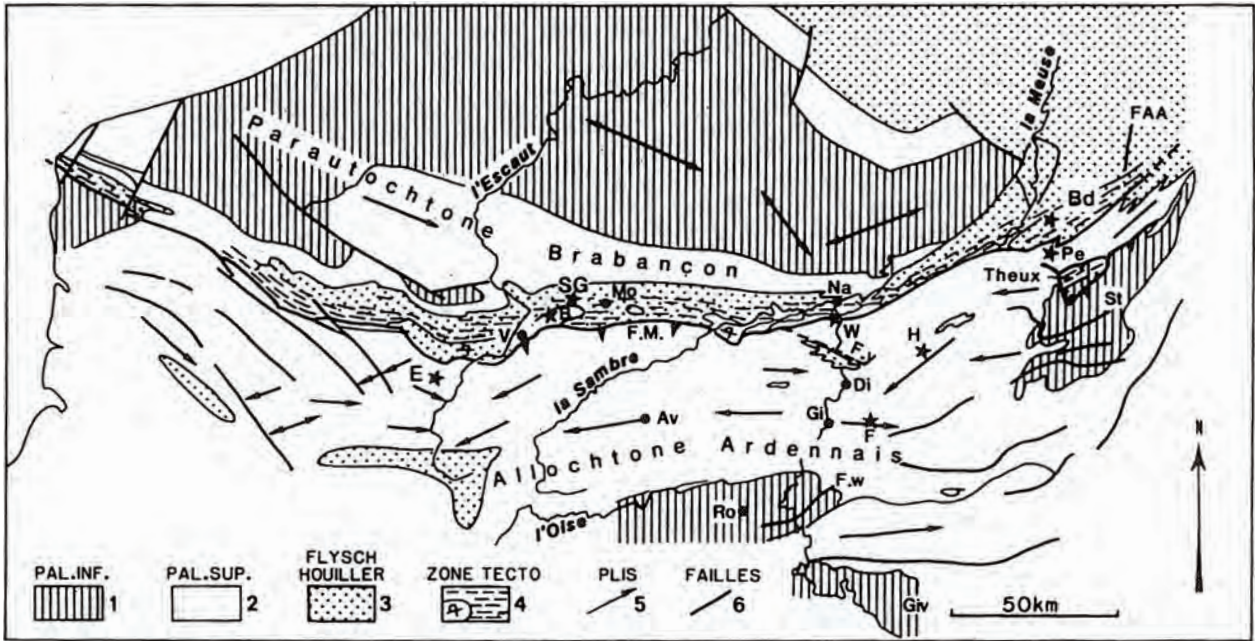 la Meuse
FAA
Parautochtone
l'Escaut
Bd
Brabançon
Pe
Theux
SG
Mo
Na
St
B
V
F.M.
W
F
H
E
la Sambre
Di
Av
Gi
F
Allochtone Ardennais
F.w
N
Ro
l'Oise
PAL.INF.
1
PAL.SUP.
2
FLYSCH
HOUILLER
3
ZONE TECTO
4
PLIS
5
FAILLES
6
Giv
50km